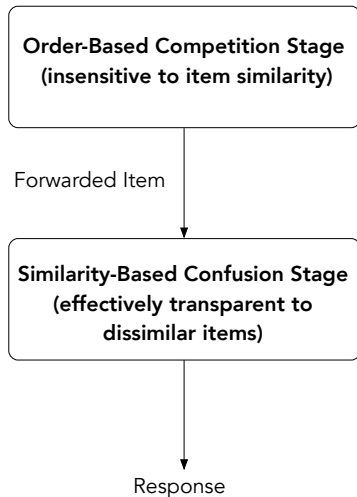 Order-Based Competition Stage
(insensitive to item similarity)
Forwarded Item
Similarity-Based Confusion Stage
(effectively transparent to
dissimilar items)
Response